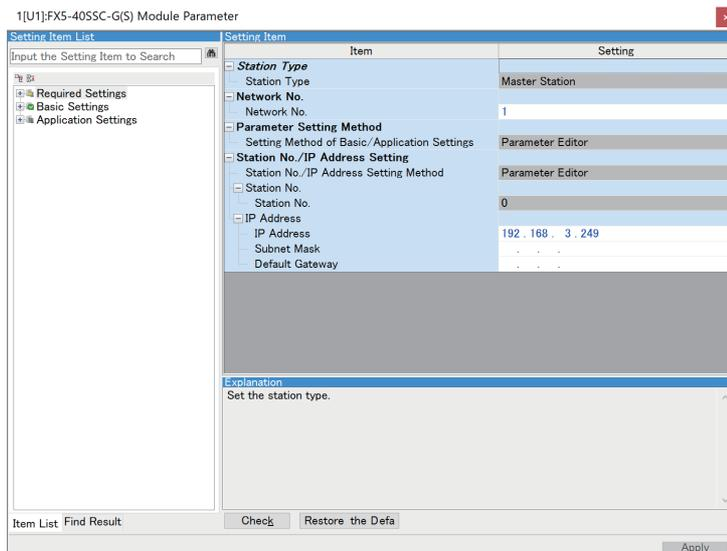 1[U1]:FX5-40SSC-G(S) Module Parameter
Setting Item List
Input the Setting Item to Search
Required Settings
Basic Settings
Application Settings
Item List Find Result
Setting Item
Item Setting
Station Type
Station Type Master Station
Network No.
Network No. 1
Parameter Setting Method
Setting Method of Basic/Application Settings Parameter Editor
Station No./IP Address Setting
Station No./IP Address Setting Method Parameter Editor
Station No.
Station No. 0
IP Address
IP Address 192 . 168 . 3 . 249
Subnet Mask . . .
Default Gateway . . .
Explanation
Set the station type.
Check Restore the Defa
Apply